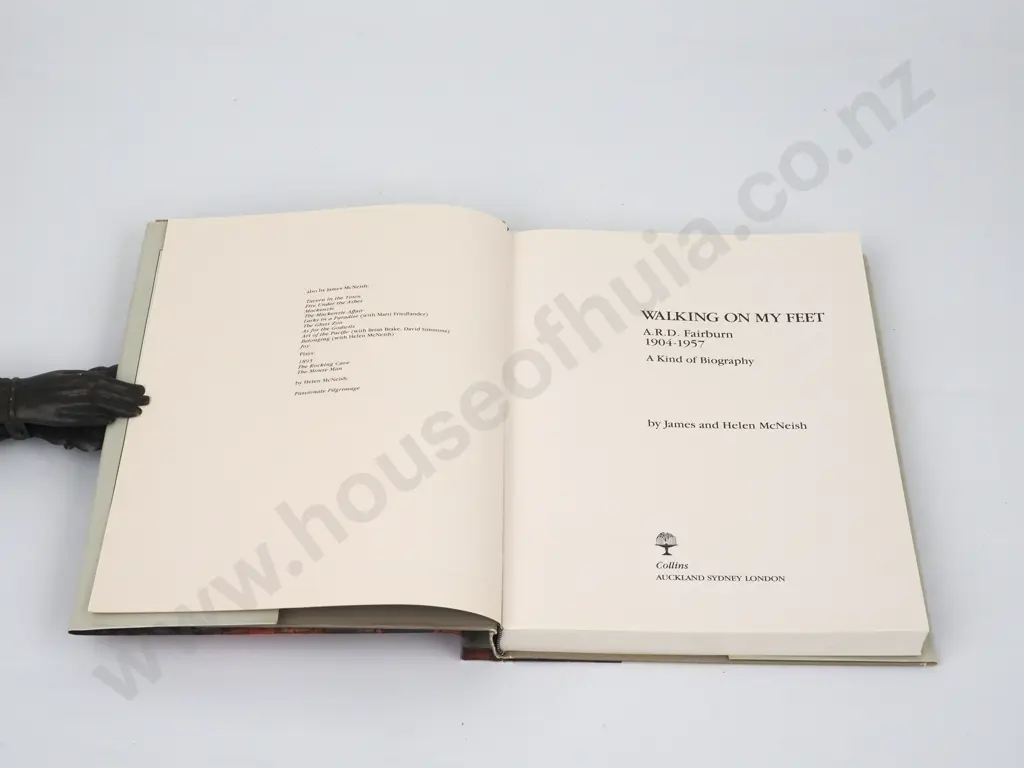 also by James McNeish:
Tavern in the Town
Fire Under the Ashes
Mackenzie
The Mackenzie Affair
Larks in a Paradise (with Marti Friedlander)
The Glass Zoo
As for the Godwits
Art of the Pacific (with Brian Brake, David Simmons)
Belonging (with Helen McNeish)
Joy
Plays
1895
The Rocking Cave
The Mouse Man
by Helen McNeish:
Passionate Pilgrimage
WALKING ON MY FEET
A.R.D. Fairburn
1904-1957
A Kind of Biography
by James and Helen McNeish
Collins
AUCKLAND SYDNEY LONDON
www.houseofhuia.co.nz